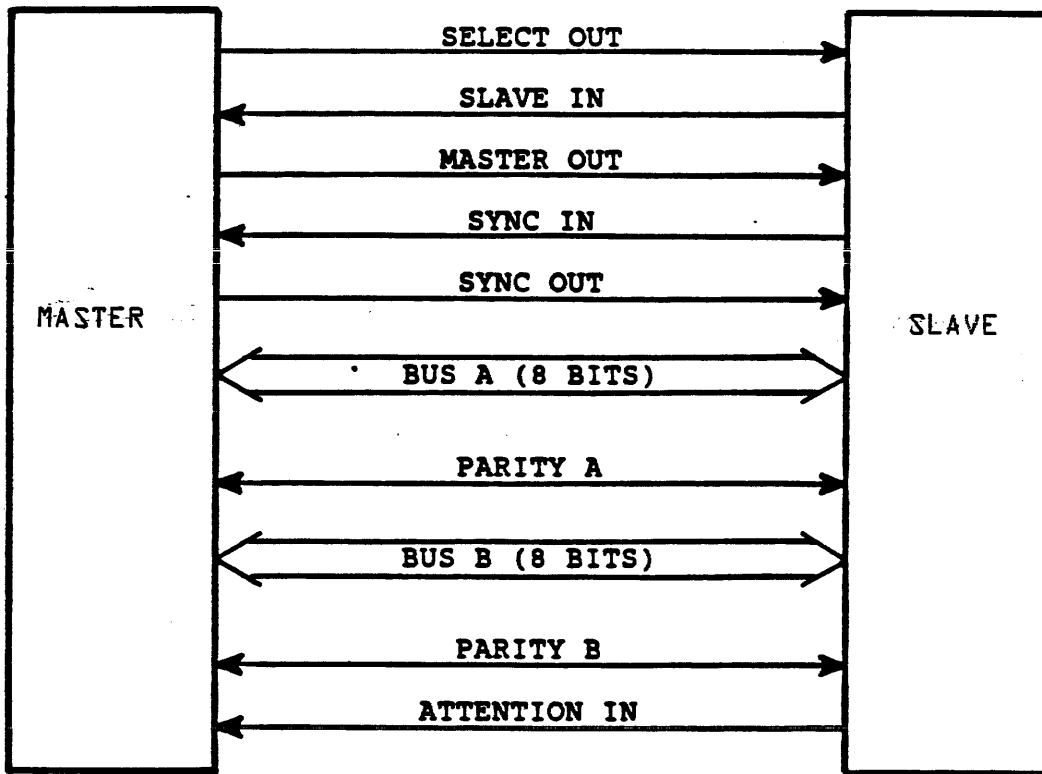 SELECT OUT
SLAVE IN
MASTER OUT
SYNC IN
SYNC OUT
MASTER
SLAVE
BUS A (8 BITS)
PARITY A
BUS B (8 BITS)
PARITY B
ATTENTION IN